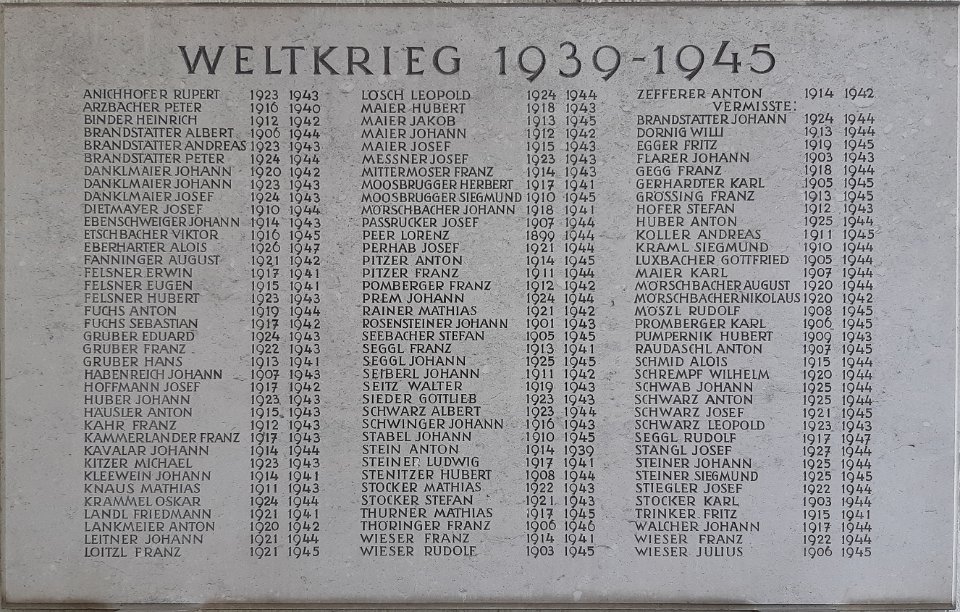 WELTKRIEG 1939-1945
ANICHHOFER RUPERT 1923 1943
ARZBACHER PETER 1916 1940
BINDER HEINRICH 1912 1942
BRANDSTÄTTER ALBERT 1906 1944
BRANDSTÄTTER ANDREAS 1923 1943
BRANDSTÄTTER PETER 1924 1944
DANKLMAIER JOHANN 1920 1942
DANKLMAIER JOHANN 1923 1943
DANKLMAIER JOSEF 1924 1943
DIETMAYER JOSEF 1910 1944
EBENSCHWEIGER JOHANN 1914 1943
ETSCHBACHER VIKTOR 1916 1945
EBERHARTER ALOIS 1926 1947
FANNINGER AUGUST 1921 1942
FELSNER ERWIN 1917 1941
FELSNER EUGEN 1915 1941
FELSNER HUBERT 1923 1943
FUCHS ANTON 1919 1944
FUCHS SEBASTIAN 1917 1942
GRUBER EDUARD 1924 1943
GRUBER FRANZ 1922 1943
GRUBER HANS 1913 1941
HABENREICH JOHANN 1907 1943
HOFFMANN JOSEF 1917 1942
HUBER JOHANN 1923 1943
HÄUSLER ANTON 1915 1943
KAHR FRANZ 1912 1943
KAMMERLANDER FRANZ 1917 1943
KAVALAR JOHANN 1914 1944
KITZER MICHAEL 1923 1943
KLEEWEIN JOHANN 1914 1941
KNAUS MATHIAS 1911 1943
KRAMMEL OSKAR 1924 1944
LANDL FRIEDMANN 1921 1941
LANKMEIER ANTON 1920 1942
LEITNER JOHANN 1921 1944
LOITZL FRANZ 1921 1945
LÖSCH LEOPOLD 1924 1944
MAIER HUBERT 1918 1943
MAIER JAKOB 1913 1945
MAIER JOHANN 1912 1942
MAIER JOSEF 1915 1943
MESSNER JOSEF 1923 1943
MITTERMOSER FRANZ 1914 1943
MOOSBRUGGER HERBERT 1917 1941
MOOSBRUGGER SIEGMUND 1910 1945
MÖRSCHBACHER JOHANN 1918 1941
PASSRUCKER JOSEF 1907 1944
PEER LORENZ 1899 1944
PERHAB JOSEF 1921 1944
PITZER ANTON 1914 1945
PITZER FRANZ 1911 1944
POMBERGER FRANZ 1912 1942
PREM JOHANN 1924 1944
RAINER MATHIAS 1921 1942
ROSENSTEINER JOHANN 1901 1943
SEEBACHER STEFAN 1905 1945
SEGGL FRANZ 1913 1941
SEGGL JOHANN 1925 1945
SEIBERL JOHANN 1911 1942
SEITZ WALTER 1919 1943
SIEDER GOTTLIEB 1923 1943
SCHWARZ ALBERT 1923 1944
SCHWINGER JOHANN 1916 1943
STABEL JOHANN 1910 1945
STEIN ANTON 1914 1939
STEINER LUDWIG 1917 1941
STENITZER HUBERT 1908 1944
STOCKER MATHIAS 1922 1943
STOCKER STEFAN 1921 1943
THURNER MATHIAS 1917 1945
THÖRINGER FRANZ 1906 1946
WIESER FRANZ 1914 1941
WIESER RUDOLF 1903 1945
ZEFFERER ANTON 1914 1942
VERMISSTE:
BRANDSTÄTTER JOHANN 1924 1944
DORNIG WILLI 1913 1944
EGGER FRITZ 1919 1945
FLARER JOHANN 1903 1943
GEGG FRANZ 1918 1944
GERHARDTER KARL 1905 1945
GRÖSSING FRANZ 1913 1945
HOFER STEFAN 1912 1943
HUBER ANTON 1925 1944
KOLLER ANDREAS 1911 1945
KRAML SIEGMUND 1910 1944
LUXBACHER GOTTFRIED 1905 1944
MAIER KARL 1907 1944
MÖRSCHBACHER AUGUST 1920 1944
MÖRSCHBACHER NIKOLAUS 1920 1942
MÖSZL RUDOLF 1908 1945
PROMBERGER KARL 1906 1945
PUMPERNIK HUBERT 1909 1943
RAUDASCHL ANTON 1907 1945
SCHMID ALOIS 1915 1944
SCHREMPF WILHELM 1920 1944
SCHWAB JOHANN 1925 1944
SCHWARZ ANTON 1925 1944
SCHWARZ JOSEF 1921 1945
SCHWARZ LEOPOLD 1923 1943
SEGGL RUDOLF 1917 1947
STANGL JOSEF 1927 1944
STEINER JOHANN 1925 1944
STEINER SIEGMUND 1925 1945
STIEGLER JOSEF 1922 1944
STOCKER KARL 1903 1944
TRINKER FRITZ 1915 1941
WALCHER JOHANN 1917 1944
WIESER FRANZ 1922 1944
WIESER JULIUS 1906 1945